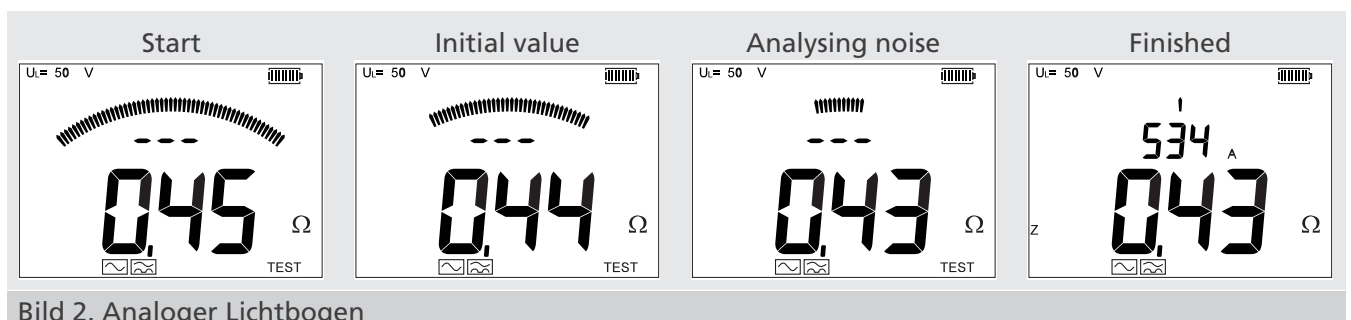 Start Initial value Analysing noise Finished
UL= 50 V UL= 50 V UL= 50 V UL= 50 V
--- --- --- 534 A
0.45 Ω 0.44 Ω 0.43 Ω Z 0.43 Ω
TEST TEST TEST
Bild 2. Analoger Lichtbogen